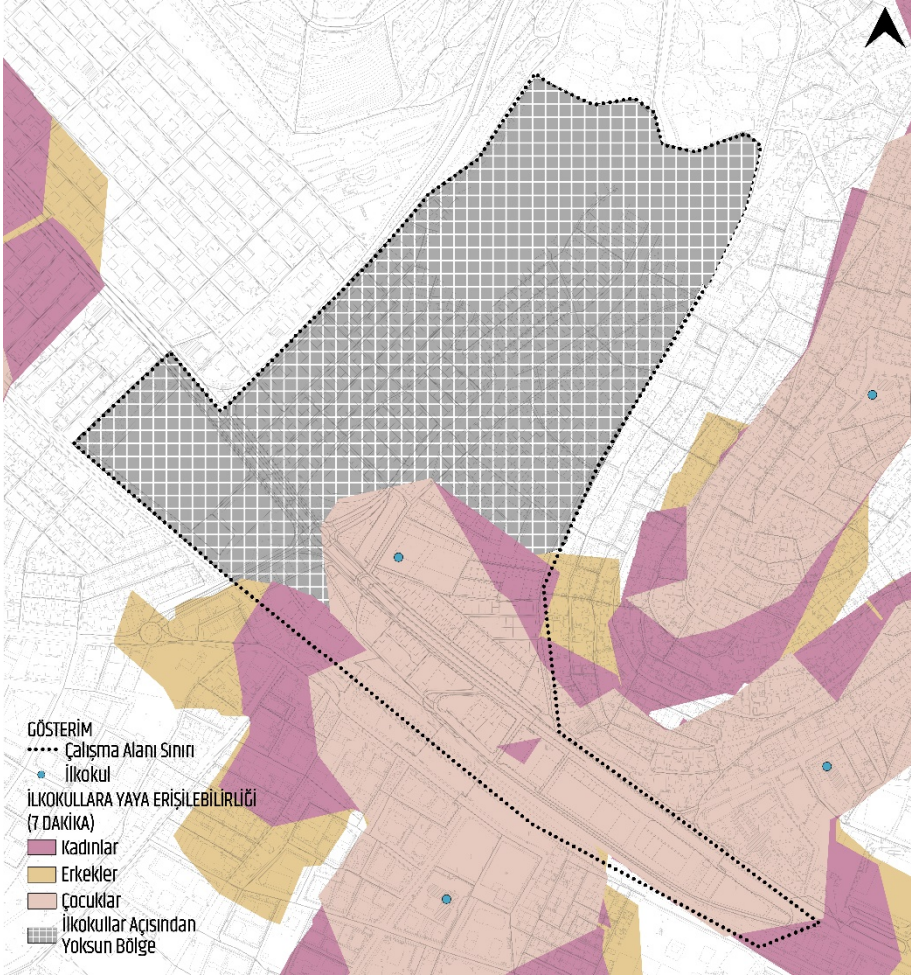 GÖSTERİM
Çalışma Alanı Sınırı
İlkokul
İLKOKULLARA YAYA ERİŞİLEBİLİRLİĞİ
(7 DAKİKA)
Kadınlar
Erkekler
Çocuklar
İlkokullar Açısından
Yoksun Bölge